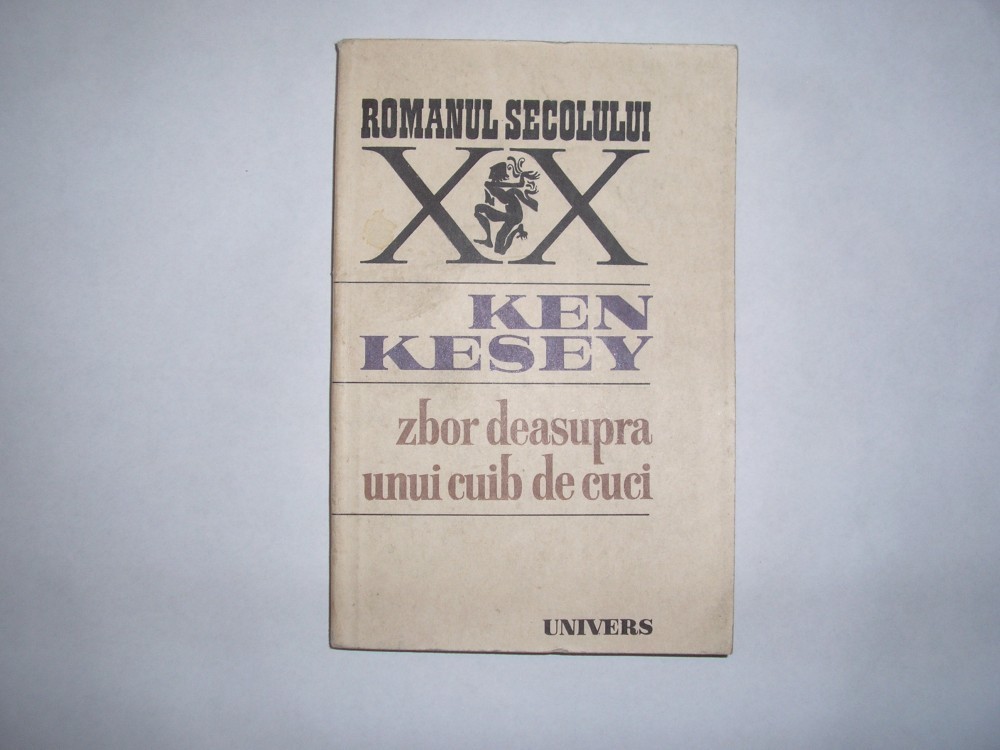 ROMANUL SECOLULUI
XX
KEN
KESEY
zbor deasupra
unui cuib de cuci
UNIVERS